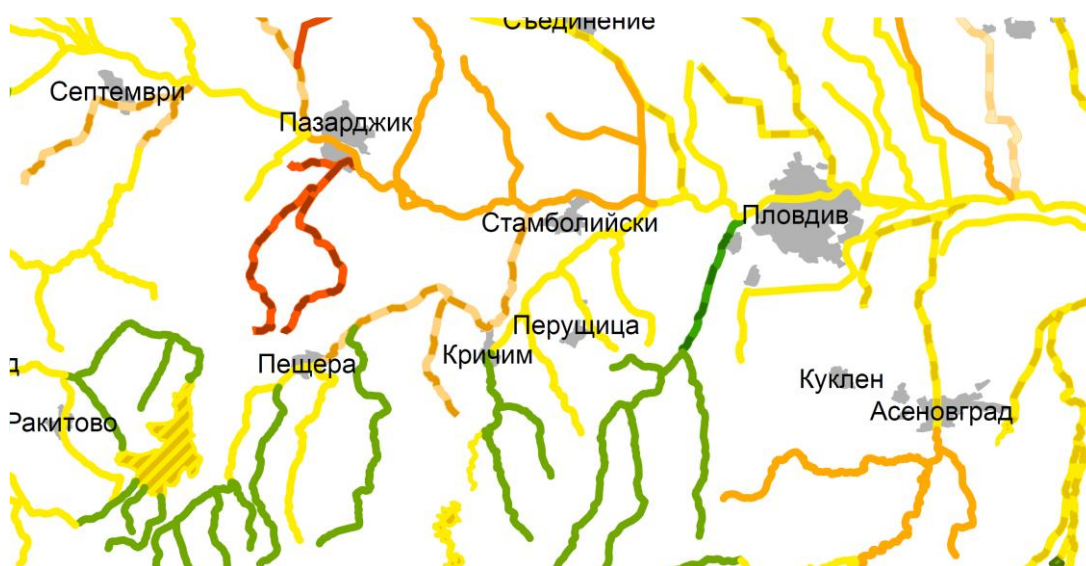 Съединение
Септември
Пазарджик
Стамболийски
Пловдив
Перущица
Пещера
Кричим
д
Куклен
Асеновград
Ракитово